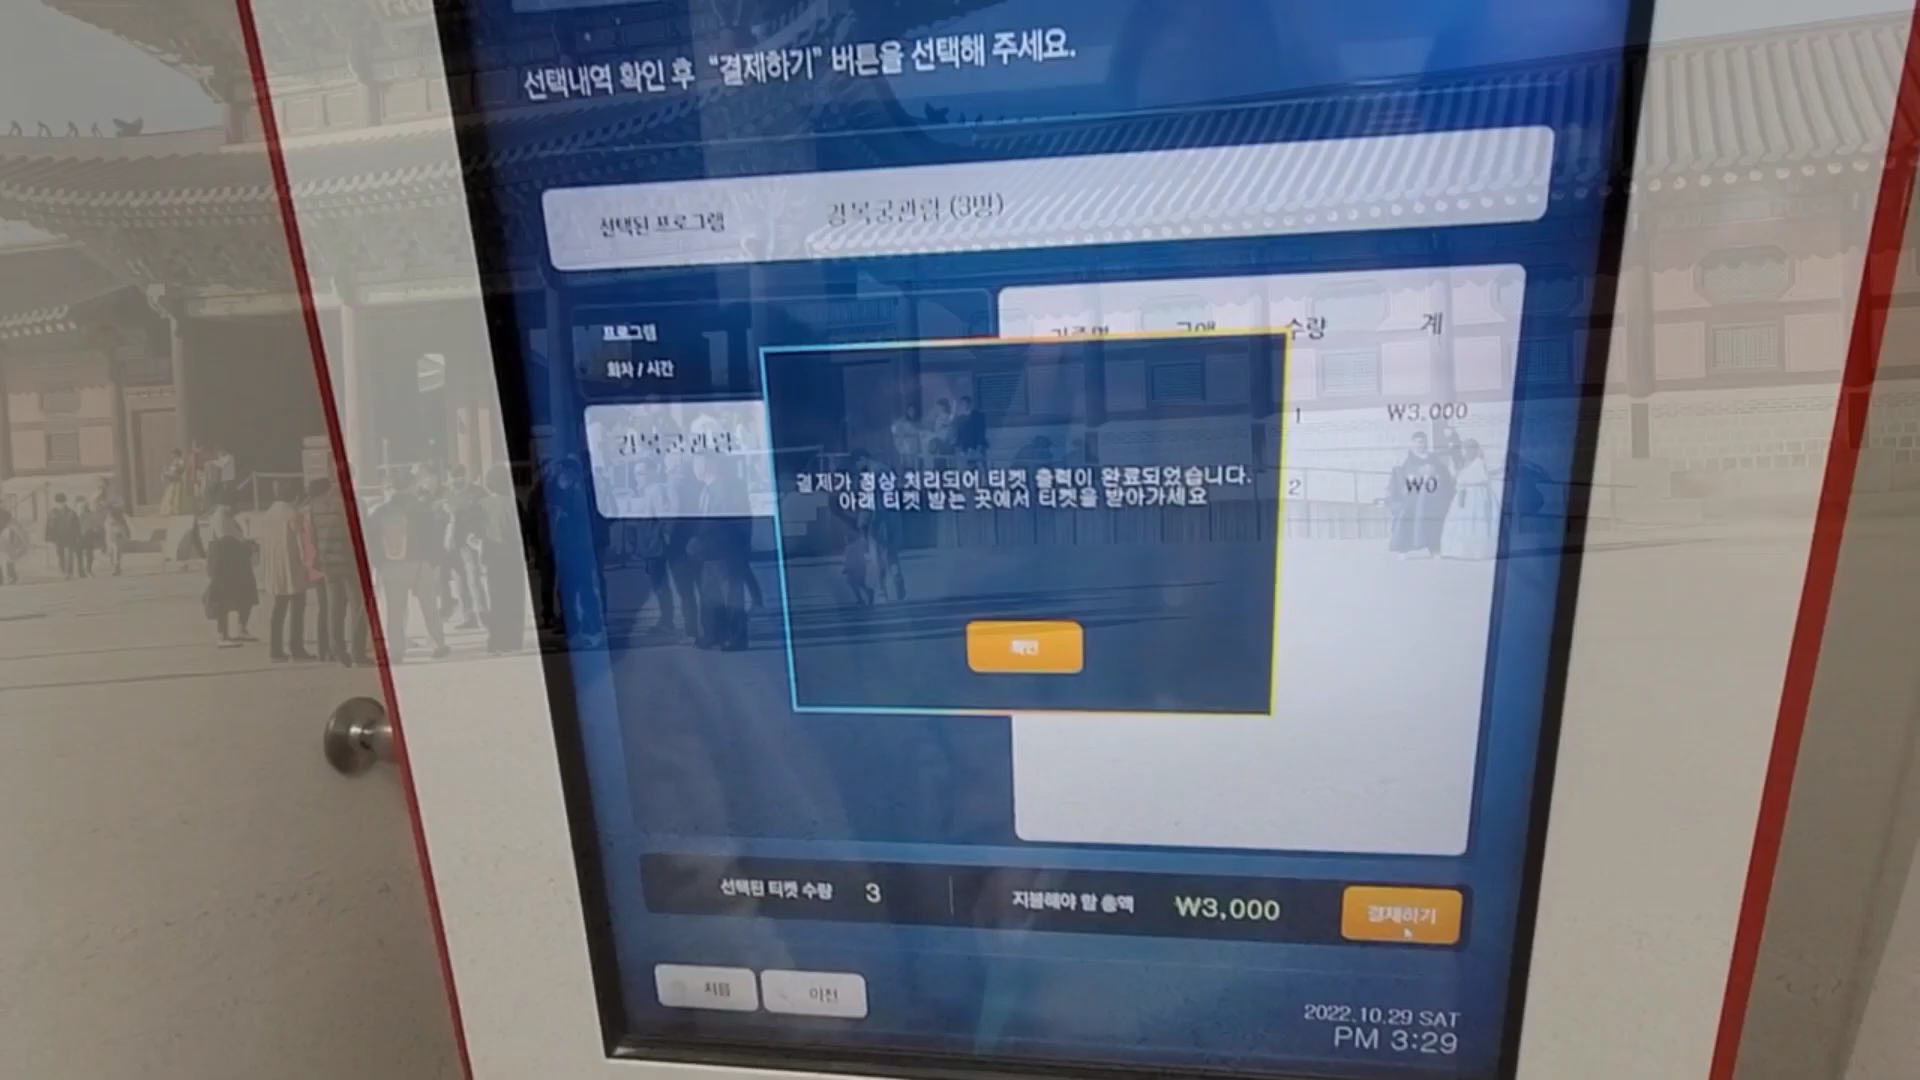 선택내역 확인 후 "결제하기" 버튼을 선택해 주세요.
선택된 프로그램 경복궁관람 (3명)
프로그램
회차 / 시간
수량 계
경복궁관람
1 ₩3,000
2 ₩0
결제가 정상 처리되어 티켓 출력이 완료되었습니다.
아래 티켓 받는 곳에서 티켓을 받아가세요
확인
선택된 티켓 수량 3 지불해야 할 총액 ₩3,000 결제하기
처음 이전
2022.10.29 SAT
PM 3:29